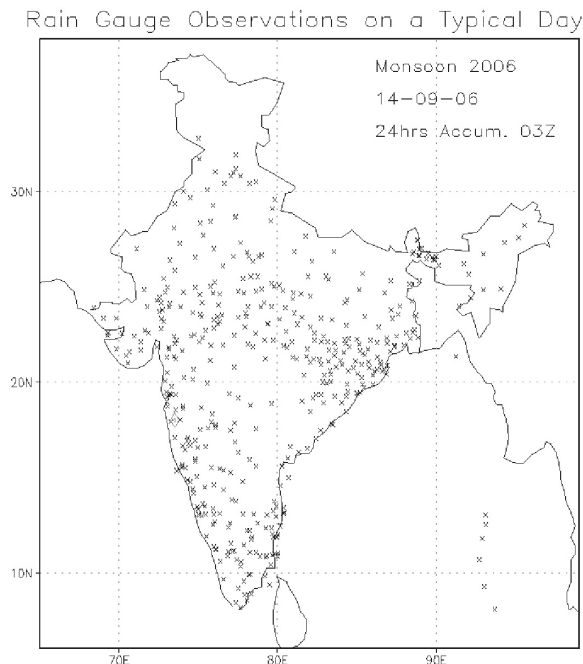 Rain Gauge Observations on a Typical Day
Monsoon 2006
14-09-06
24hrs Accum. 03Z
30N
20N
10N
70E
80E
90E